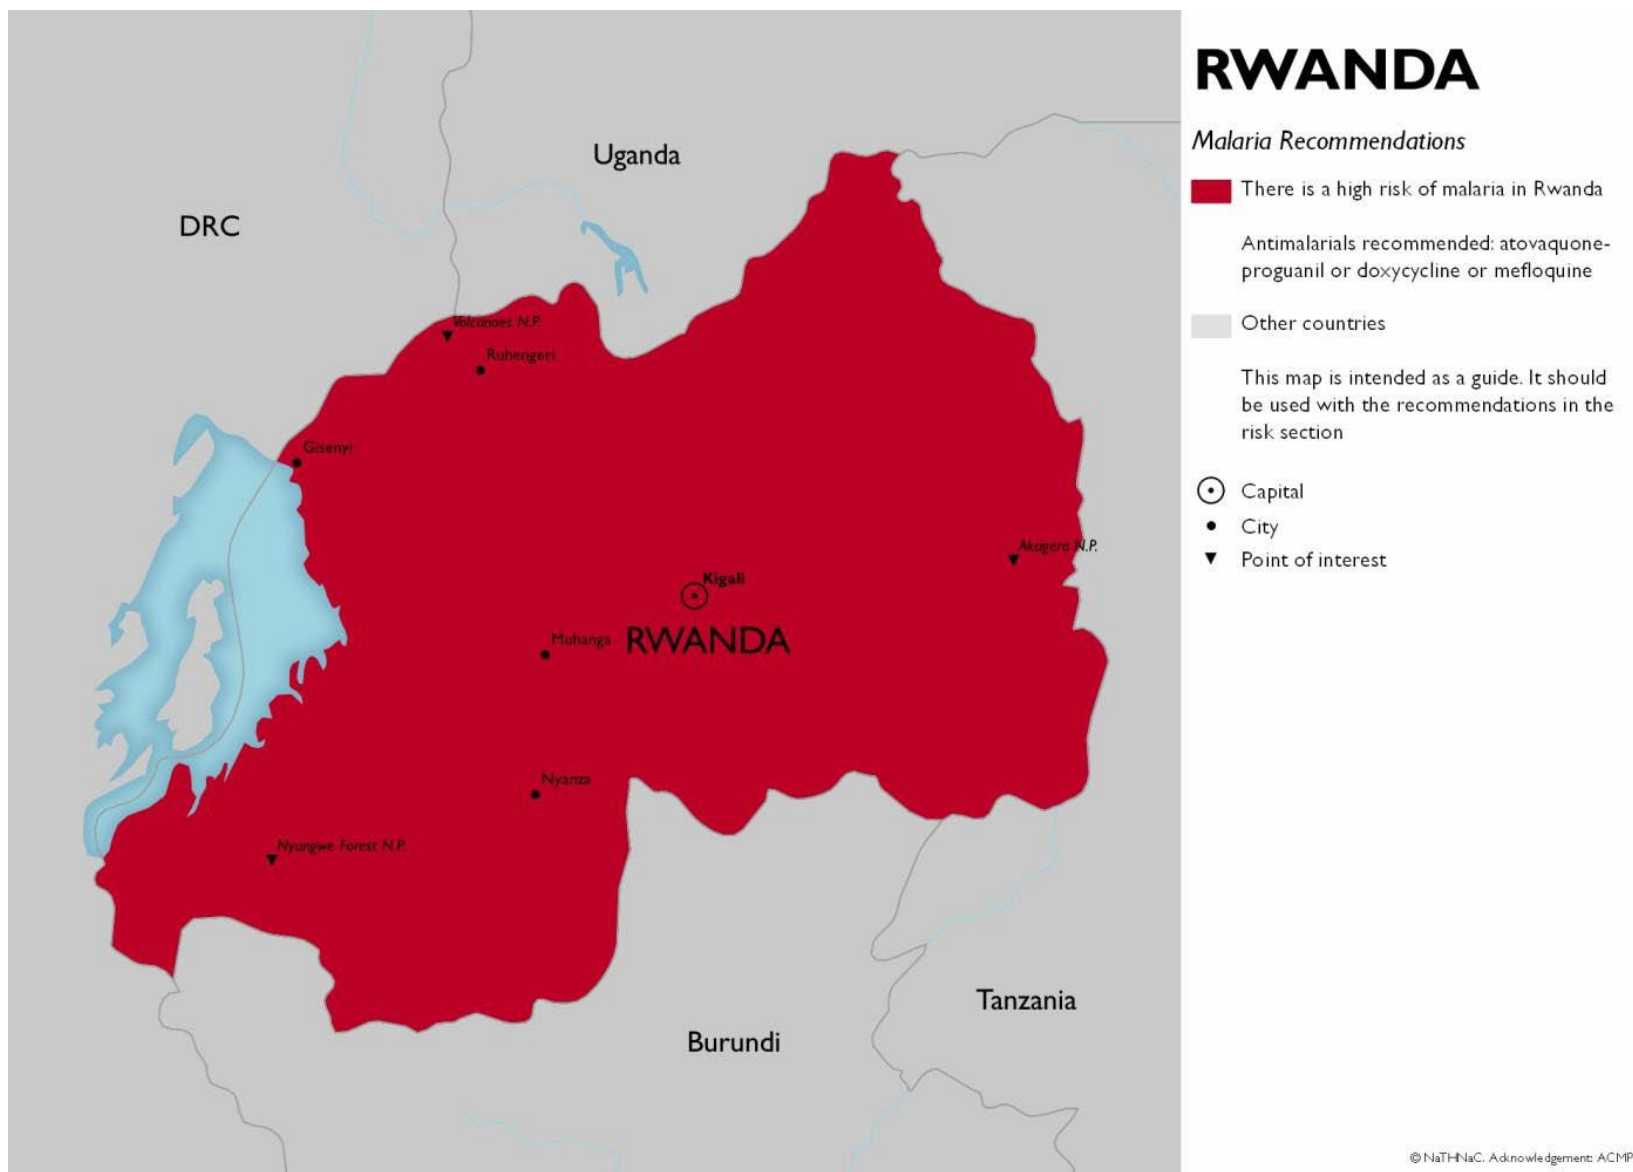 RWANDA
Malaria Recommendations
There is a high risk of malaria in Rwanda
Antimalarials recommended: atovaquone-
proguanil or doxycycline or mefloquine
Other countries
This map is intended as a guide. It should
be used with the recommendations in the
risk section
Capital
City
Point of interest
Uganda
DRC
Volcanoes N.P.
Ruhengeri
Gisenyi
Akagera N.P.
Kigali
RWANDA
Muhanga
Nyanza
Nyungwe Forest N.P.
Tanzania
Burundi
© NaTHNaC. Acknowledgement: ACMP